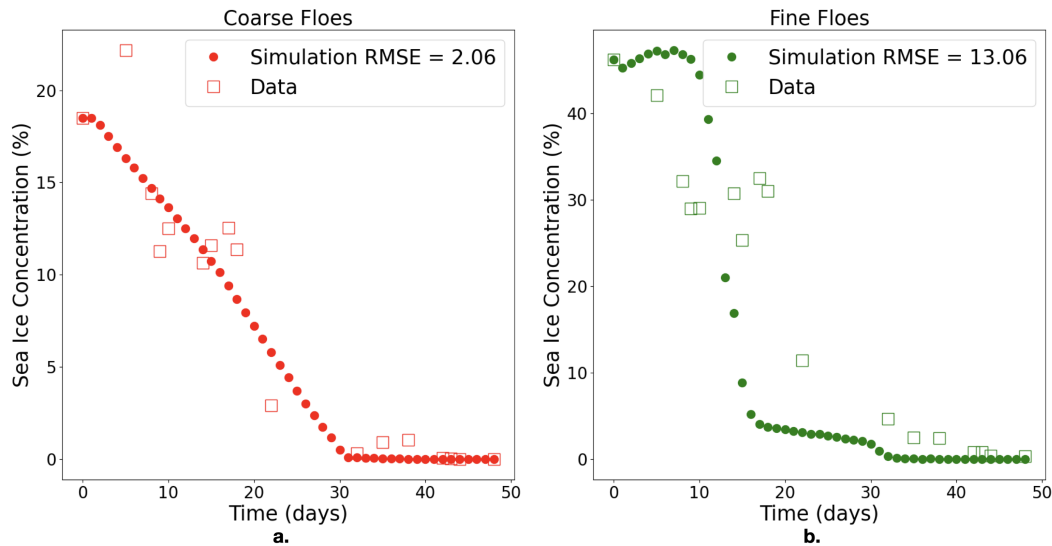 Coarse Floes
Simulation RMSE = 2.06
Data
Sea Ice Concentration (%)
20
15
10
5
0
0 10 20 30 40 50
Time (days)
a.
Fine Floes
Simulation RMSE = 13.06
Data
Sea Ice Concentration (%)
40
30
20
10
0
0 10 20 30 40 50
Time (days)
b.